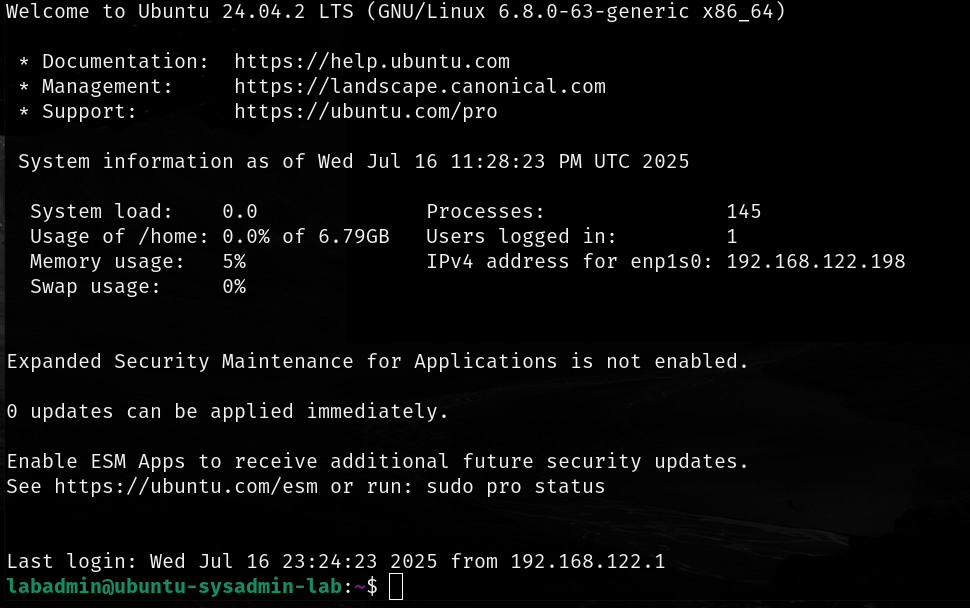 Welcome to Ubuntu 24.04.2 LTS (GNU/Linux 6.8.0-63-generic x86_64)

 * Documentation:  https://help.ubuntu.com
 * Management:     https://landscape.canonical.com
 * Support:        https://ubuntu.com/pro

 System information as of Wed Jul 16 11:28:23 PM UTC 2025

  System load:    0.0              Processes:               145
  Usage of /home: 0.0% of 6.79GB   Users logged in:         1
  Memory usage:   5%               IPv4 address for enp1s0: 192.168.122.198
  Swap usage:     0%

Expanded Security Maintenance for Applications is not enabled.

0 updates can be applied immediately.

Enable ESM Apps to receive additional future security updates.
See https://ubuntu.com/esm or run: sudo pro status

Last login: Wed Jul 16 23:24:23 2025 from 192.168.122.1
labadmin@ubuntu-sysadmin-lab:~$